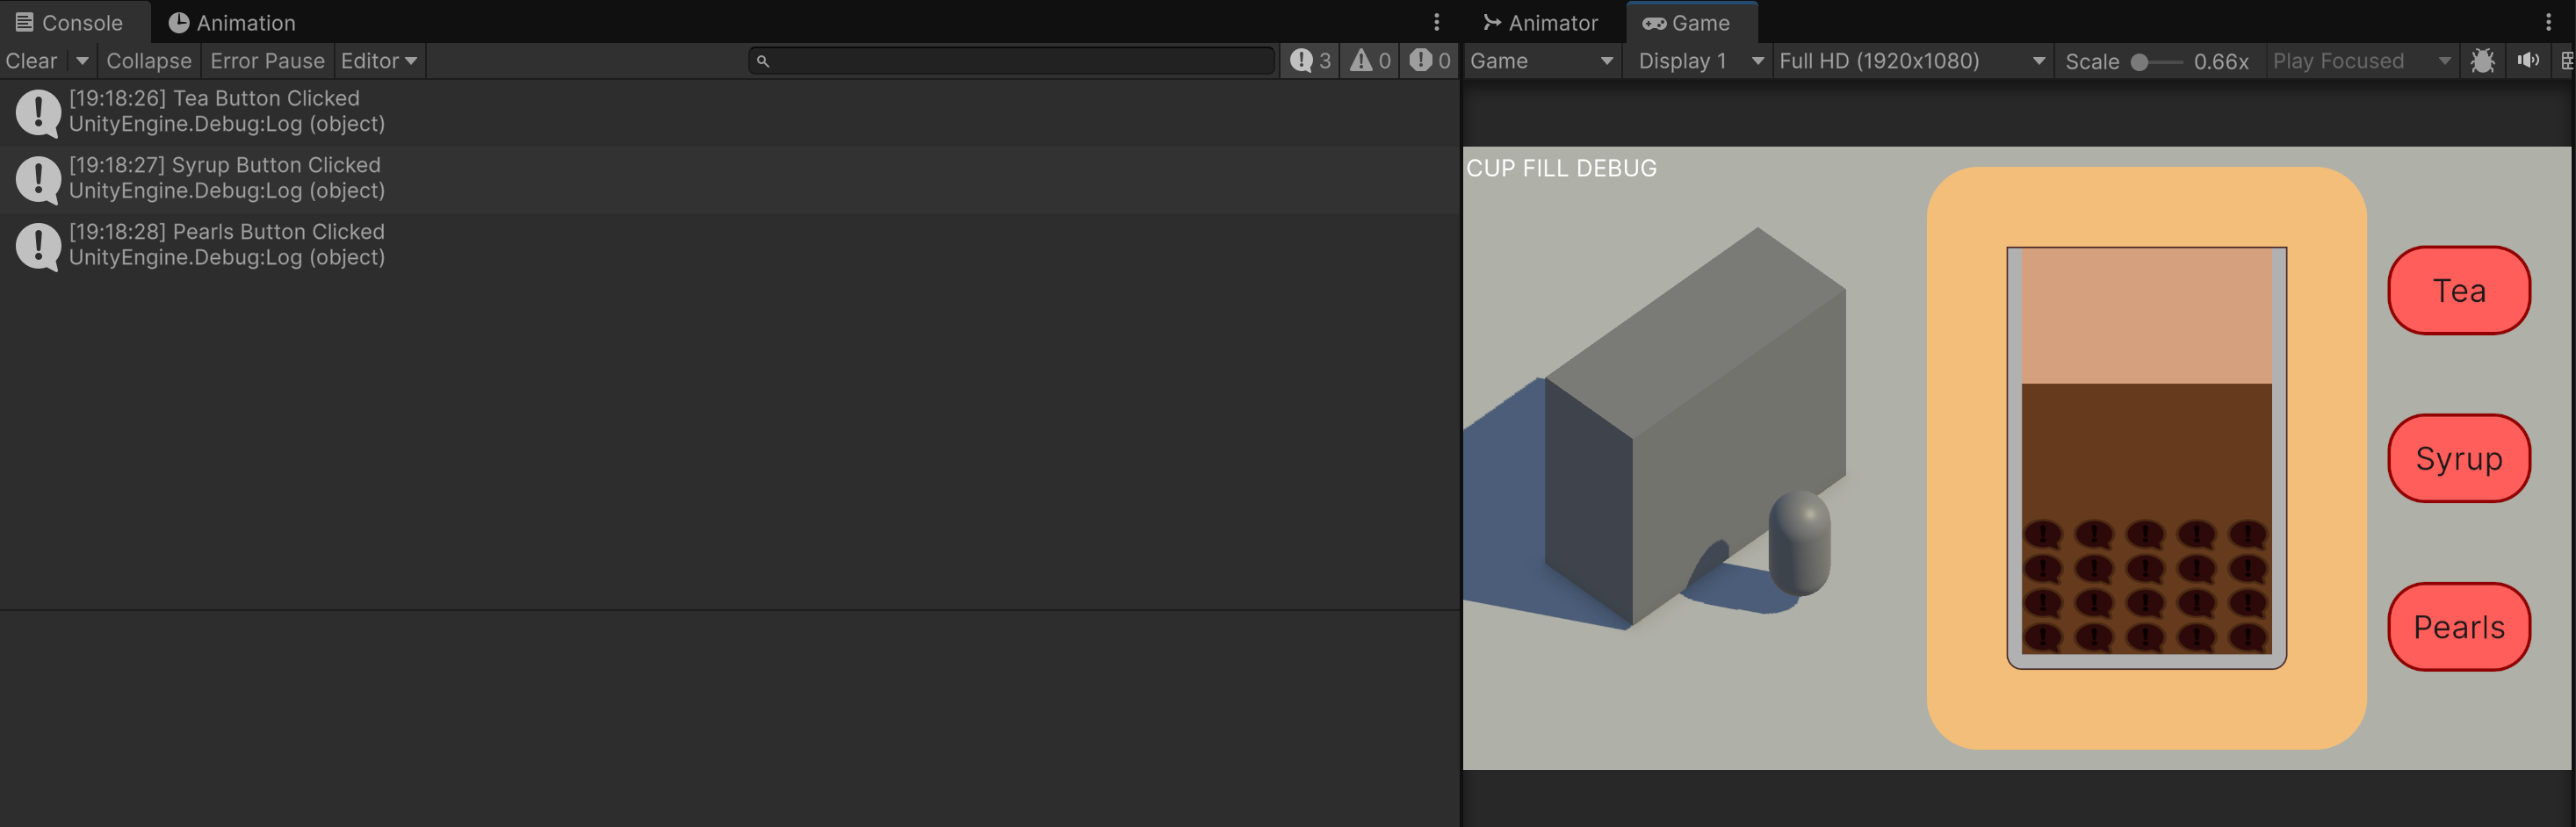 Console
Animation
Clear
Collapse
Error Pause
Editor
3
0
0
[19:18:26] Tea Button Clicked
UnityEngine.Debug:Log (object)
[19:18:27] Syrup Button Clicked
UnityEngine.Debug:Log (object)
[19:18:28] Pearls Button Clicked
UnityEngine.Debug:Log (object)
Animator
Game
Game
Display 1
Full HD (1920x1080)
Scale
0.66x
Play Focused
CUP FILL DEBUG
Tea
Syrup
Pearls